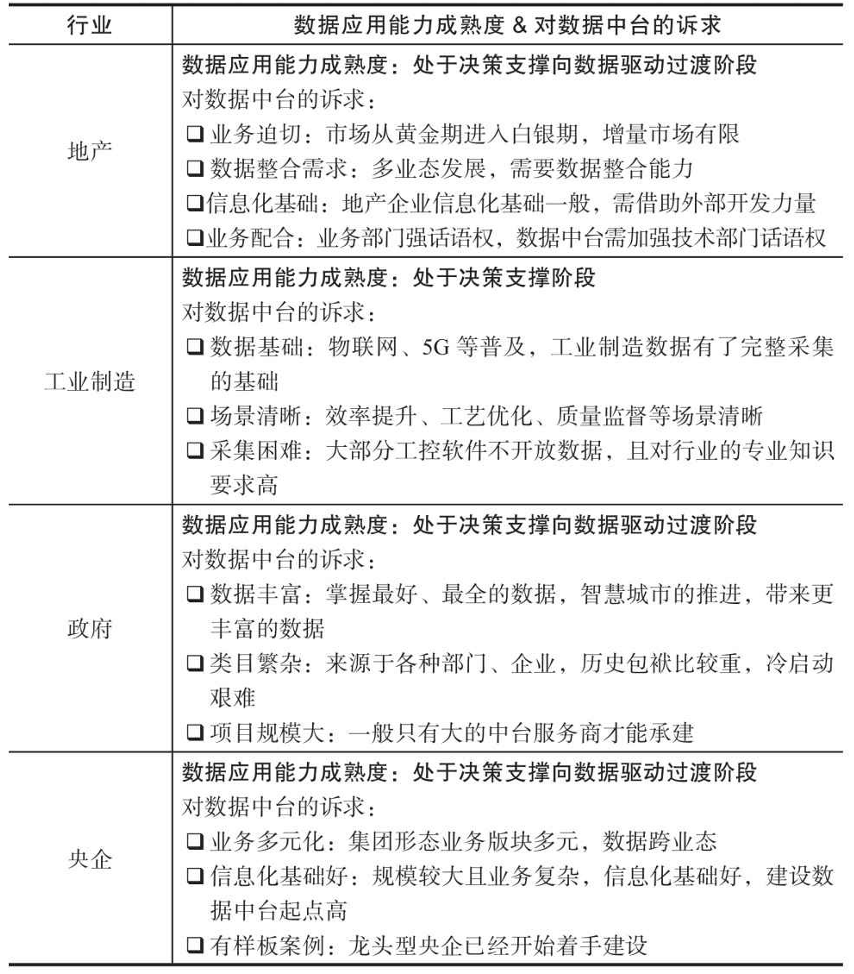 行业 数据应用能力成熟度 & 对数据中台的诉求
地产
数据应用能力成熟度：处于决策支撑向数据驱动过渡阶段
对数据中台的诉求：
❑ 业务迫切：市场从黄金期进入白银期，增量市场有限
❑ 数据整合需求：多业态发展，需要数据整合能力
❑ 信息化基础：地产企业信息化基础一般，需借助外部开发力量
❑ 业务配合：业务部门强话语权，数据中台需加强技术部门话语权
工业制造
数据应用能力成熟度：处于决策支撑阶段
对数据中台的诉求：
❑ 数据基础：物联网、5G 等普及，工业制造数据有了完整采集
的基础
❑ 场景清晰：效率提升、工艺优化、质量监督等场景清晰
❑ 采集困难：大部分工控软件不开放数据，且对行业的专业知识
要求高
政府
数据应用能力成熟度：处于决策支撑向数据驱动过渡阶段
对数据中台的诉求：
❑ 数据丰富：掌握最好、最全的数据，智慧城市的推进，带来更
丰富的数据
❑ 类目繁杂：来源于各种部门、企业，历史包袱比较重，冷启动
艰难
❑ 项目规模大：一般只有大的中台服务商才能承建
央企
数据应用能力成熟度：处于决策支撑向数据驱动过渡阶段
对数据中台的诉求：
❑ 业务多元化：集团形态业务版块多元，数据跨业态
❑ 信息化基础好：规模较大且业务复杂，信息化基础好，建设数
据中台起点高
❑ 有样板案例：龙头型央企已经开始着手建设